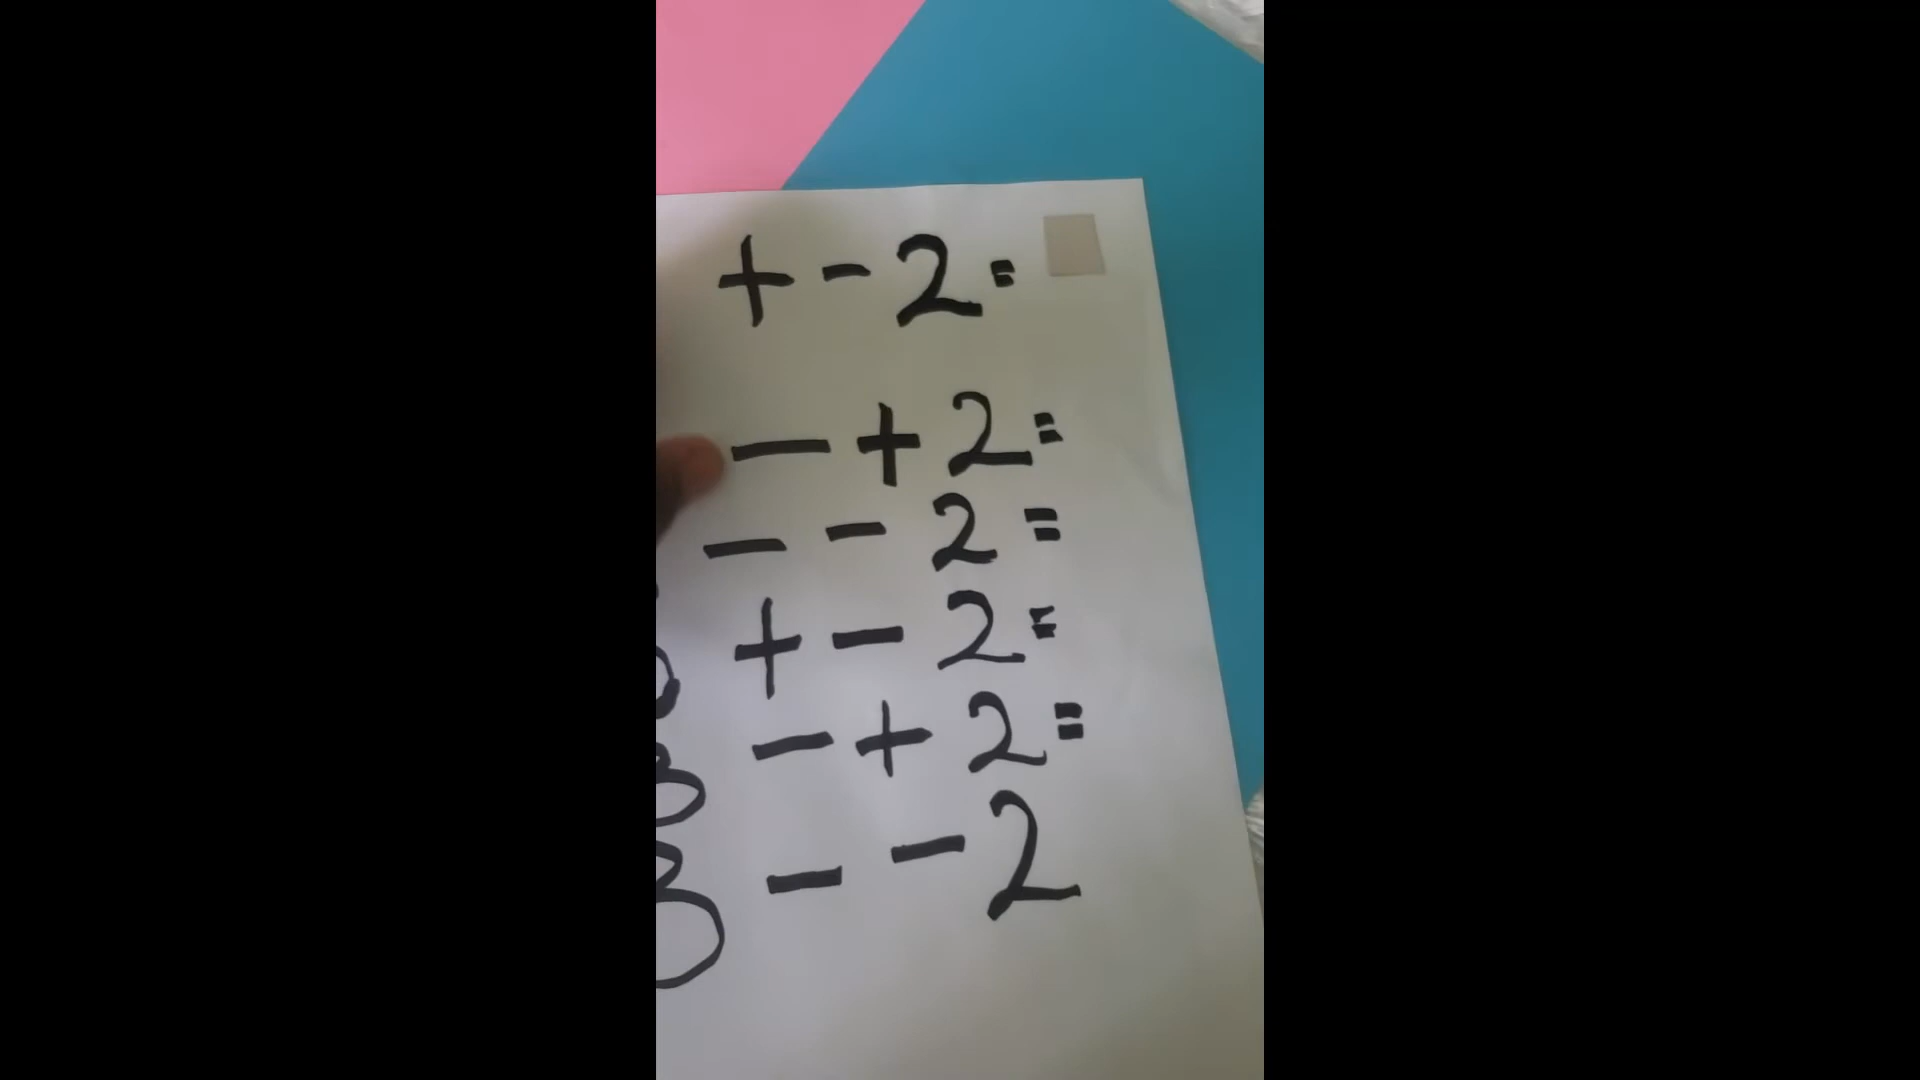 + - 2 =
- + 2 =
- - 2 =
+ - 2 =
- + 2 =
- - 2